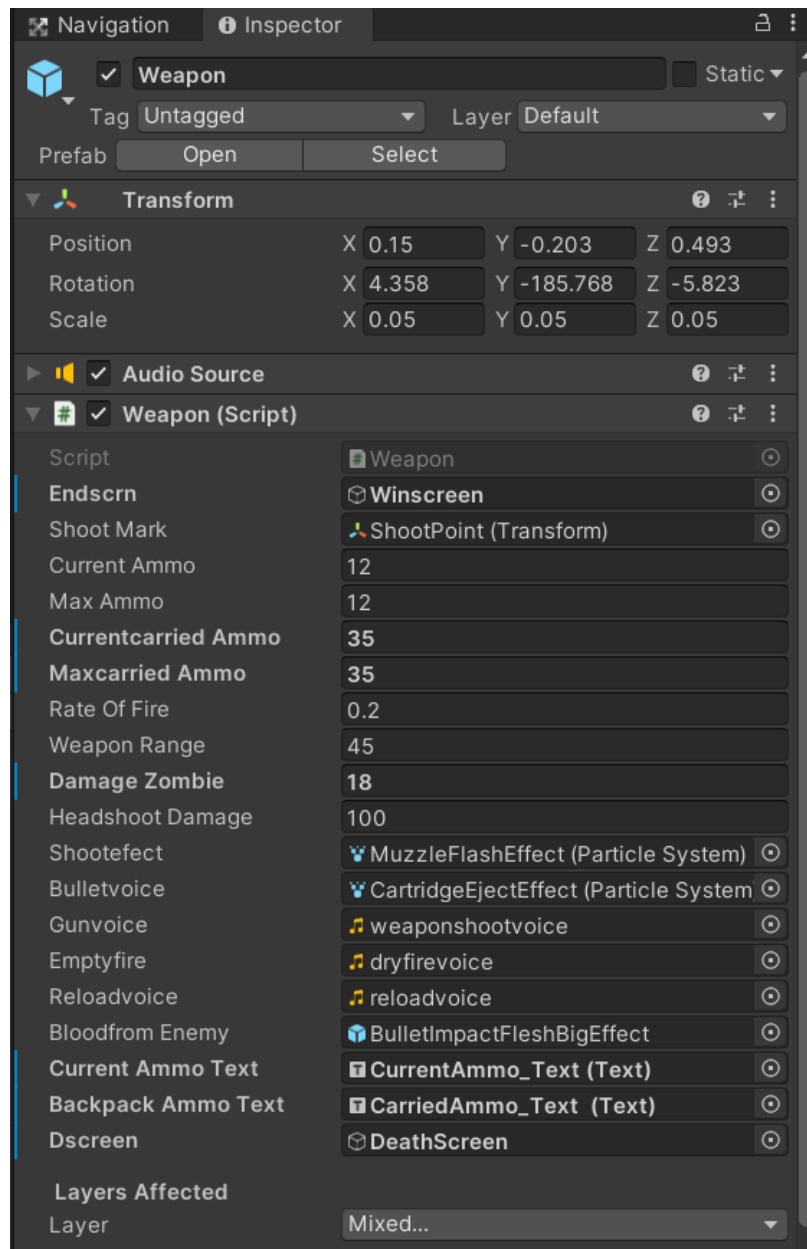 Navigation Inspector
Weapon Static
Tag Untagged Layer Default
Prefab Open Select
Transform
Position X 0.15 Y -0.203 Z 0.493
Rotation X 4.358 Y -185.768 Z -5.823
Scale X 0.05 Y 0.05 Z 0.05
Audio Source
# Weapon (Script)
Script Weapon
Endscrn Winscreen
Shoot Mark ShootPoint (Transform)
Current Ammo 12
Max Ammo 12
Currentcarried Ammo 35
Maxcarried Ammo 35
Rate Of Fire 0.2
Weapon Range 45
Damage Zombie 18
Headshoot Damage 100
Shootefect MuzzleFlashEffect (Particle System)
Bulletvoice CartridgeEjectEffect (Particle System
Gunvoice weaponshootvoice
Emptyfire dryfirevoice
Reloadvoice reloadvoice
Bloodfrom Enemy BulletImpactFleshBigEffect
Current Ammo Text CurrentAmmo_Text (Text)
Backpack Ammo Text CarriedAmmo_Text (Text)
Dscreen DeathScreen
Layers Affected
Layer Mixed...